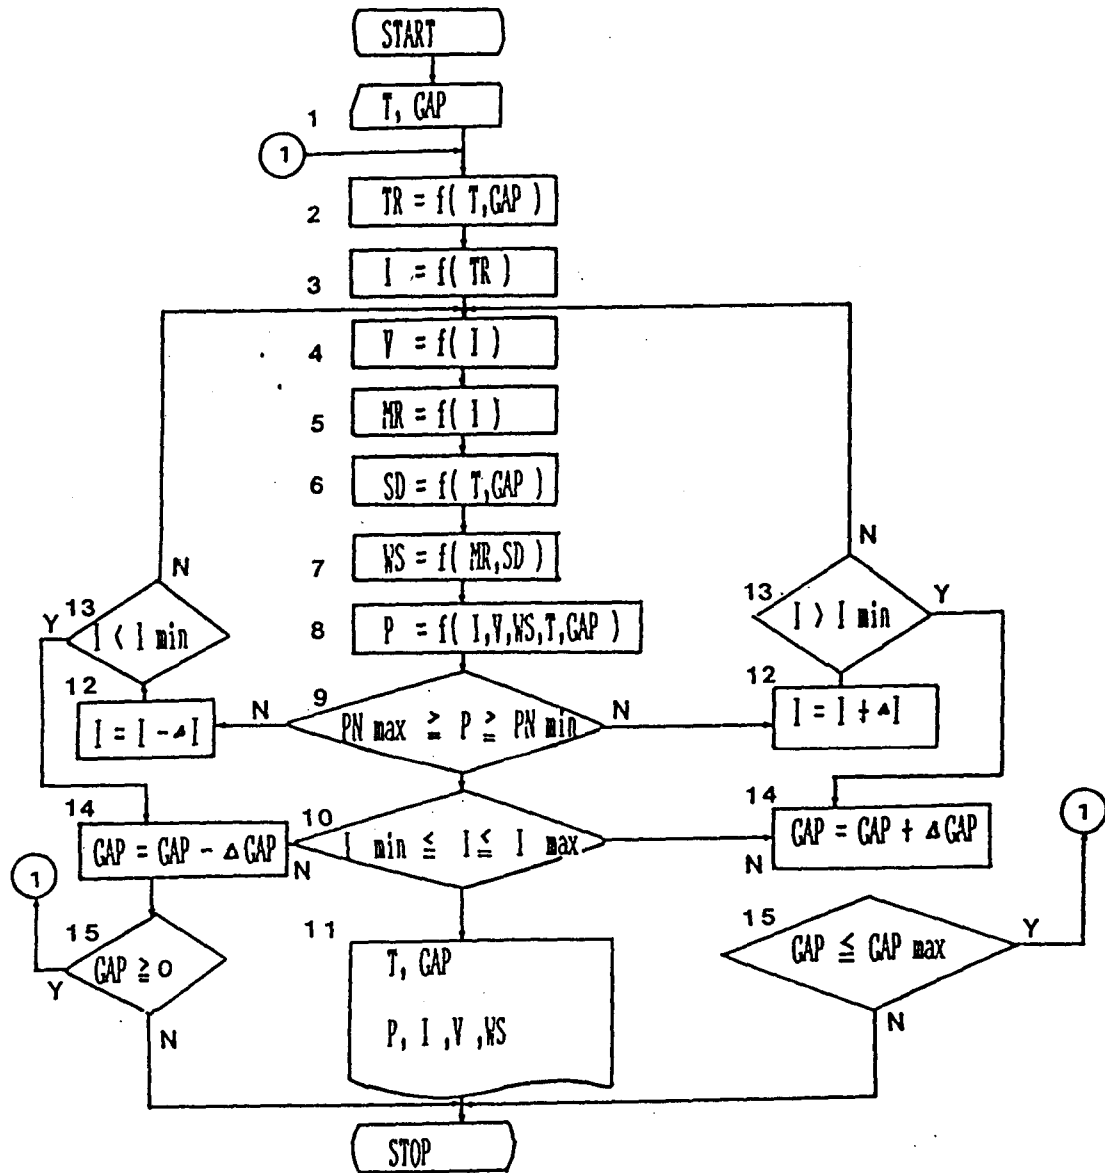 START
T, GAP
1
1
TR = f( T,GAP )
2
I = f( TR )
3
V = f( I )
4
MR = f( I )
5
SD = f( T,GAP )
6
WS = f( MR,SD )
7
P = f( I,V,WS,T,GAP )
8
N
13
Y
I < I min
12
I = I - ΔI
N
9
PN max ≧ P ≧ PN min
N
N
13
Y
I > I min
12
I = I + ΔI
14
GAP = GAP - Δ GAP
N
10
I min ≦ I ≦ I max
14
GAP = GAP + Δ GAP
N
1
1
15
GAP ≧ 0
Y
N
11
T, GAP
P, I ,V ,WS
15
GAP ≦ GAP max
Y
N
STOP